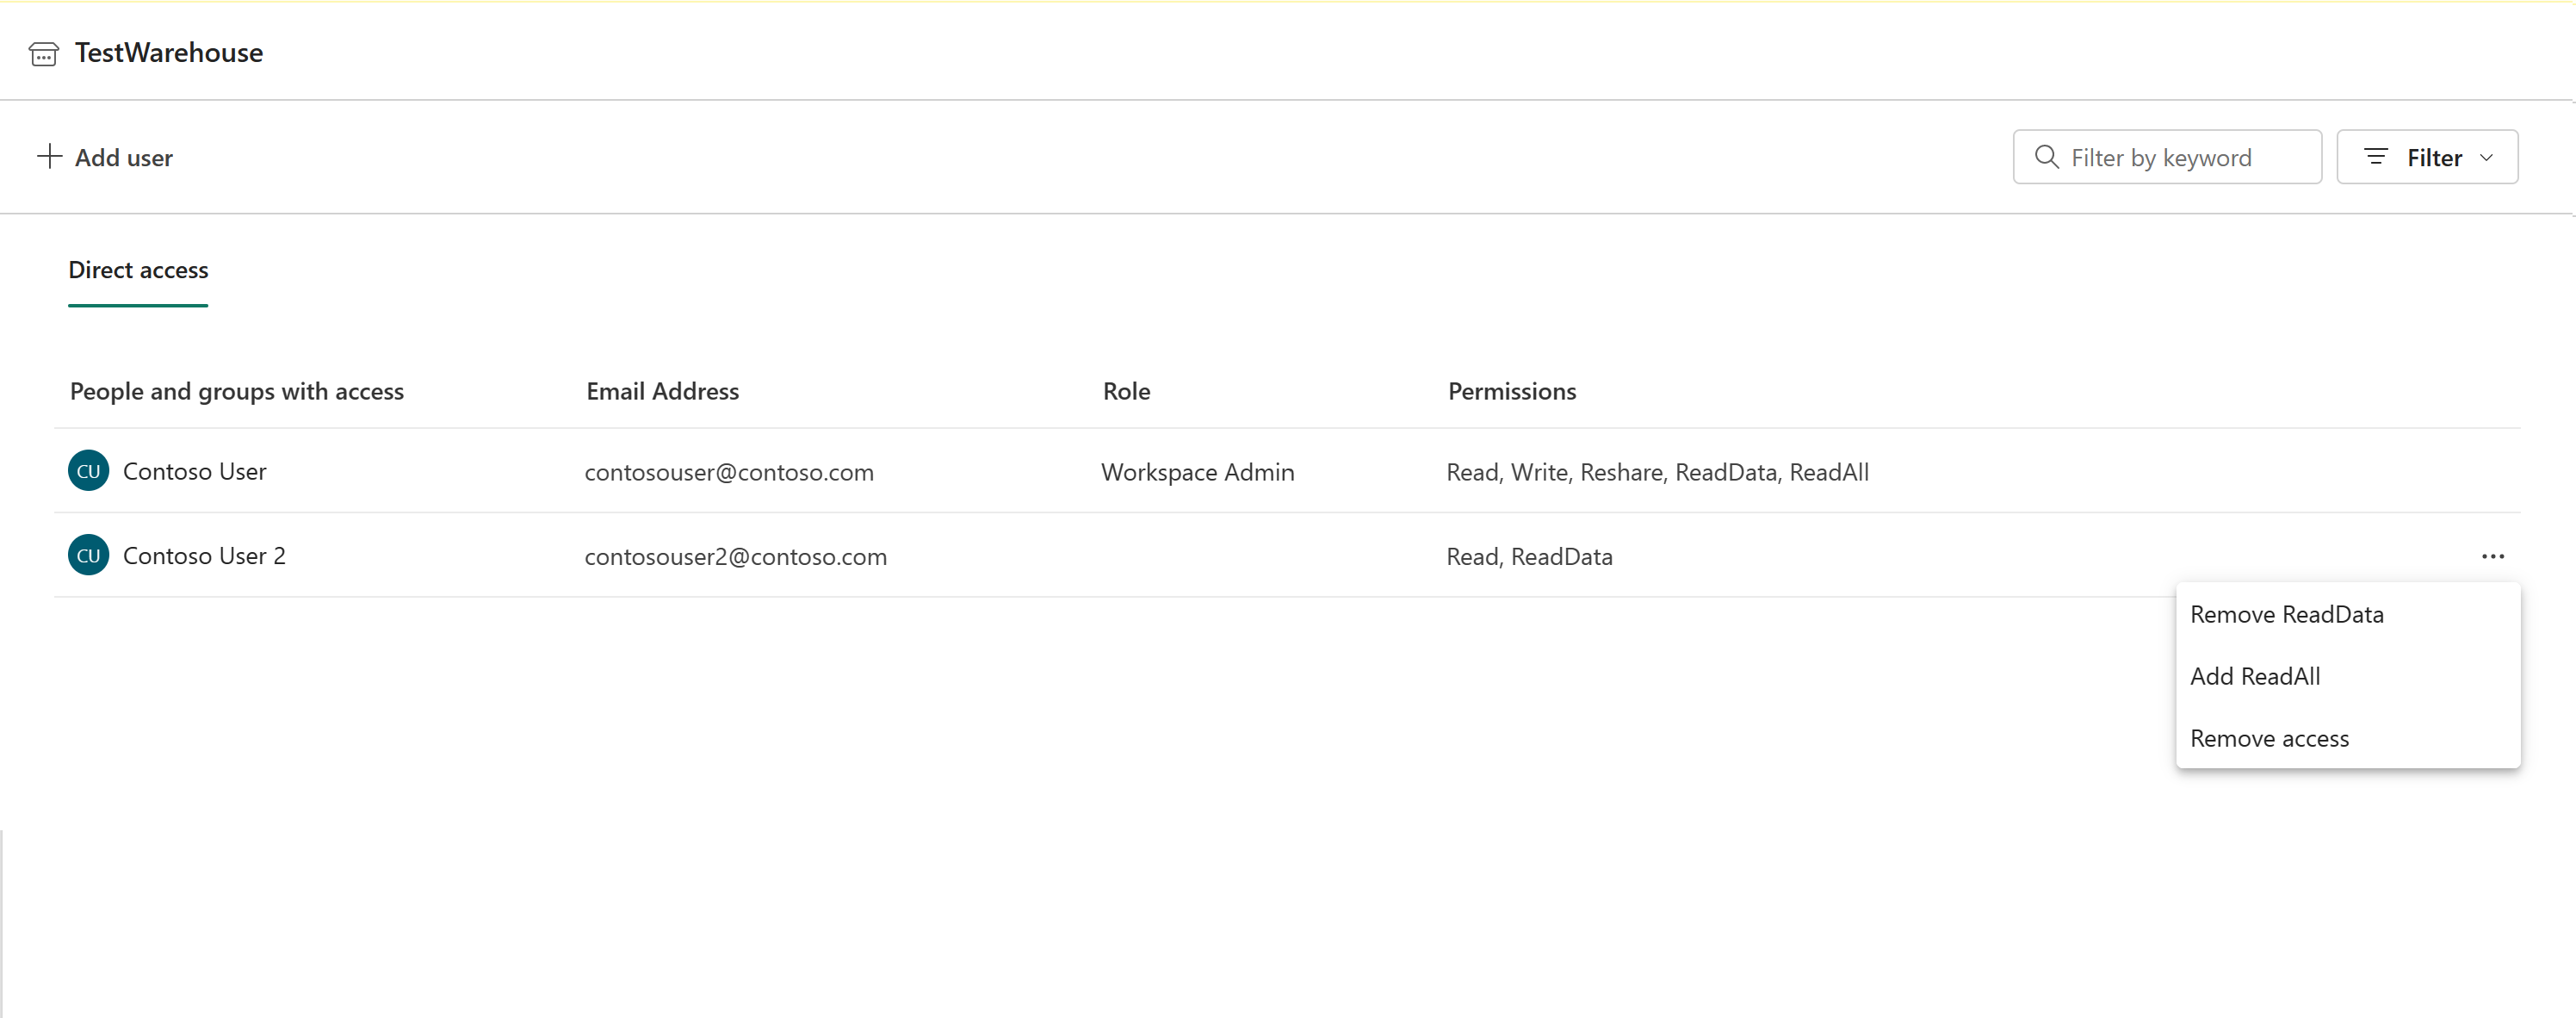 TestWarehouse
Add user
Filter by keyword
Filter
Direct access
People and groups with access Email Address Role Permissions
CU Contoso User contosouser@contoso.com Workspace Admin Read, Write, Reshare, ReadData, ReadAll
CU Contoso User 2 contosouser2@contoso.com Read, ReadData
Remove ReadData
Add ReadAll
Remove access